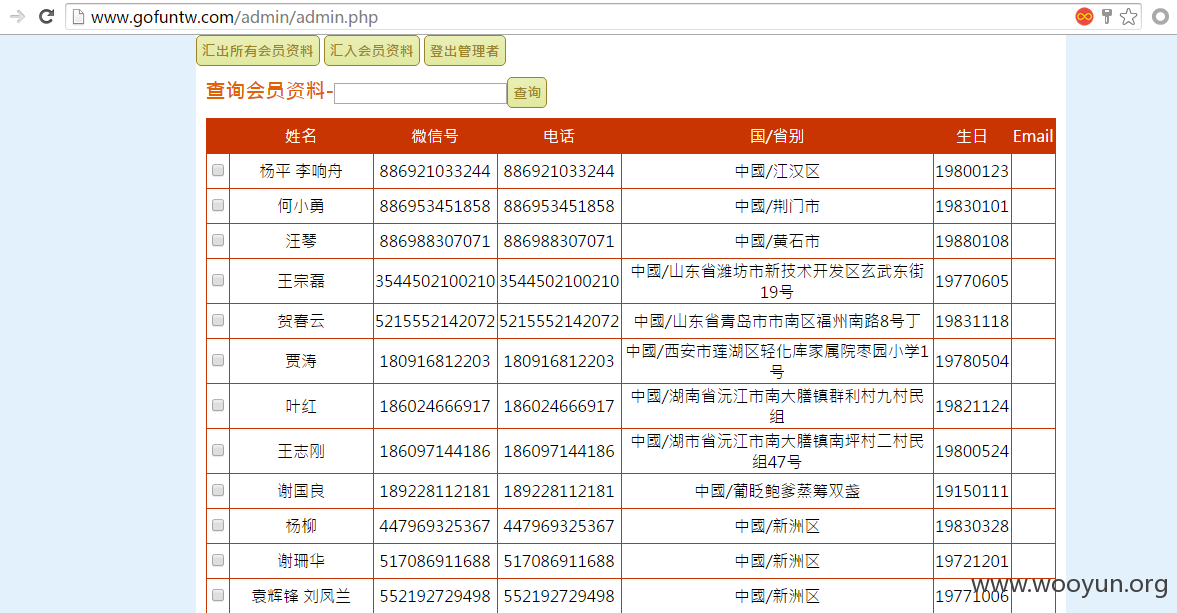 www.gofuntw.com/admin/admin.php
汇出所有会员资料 汇入会员资料 登出管理者
查询会员资料- 查询
姓名 微信号 电话 国/省别 生日 Email
杨平 李响舟 886921033244 886921033244 中國/江汉区 19800123
何小勇 886953451858 886953451858 中國/荆门市 19830101
汪琴 886988307071 886988307071 中國/黄石市 19880108
王宗磊 3544502100210 3544502100210 中國/山东省潍坊市新技术开发区玄武东街
19号 19770605
贺春云 5215552142072 5215552142072 中國/山东省青岛市市南区福州南路8号丁 19831118
贾涛 180916812203 180916812203 中國/西安市莲湖区轻化库家属院枣园小学1
号 19780504
叶红 186024666917 186024666917 中國/湖南省沅江市南大膳镇群利村九村民
组 19821124
王志刚 186097144186 186097144186 中國/湖市省沅江市南大膳镇南坪村二村民
组47号 19800524
谢国良 189228112181 189228112181 中國/葡眨鲍爹蒸筹双盏 19150111
杨柳 447969325367 447969325367 中國/新洲区 19830328
谢珊华 517086911688 517086911688 中國/新洲区 19721201
袁辉锋 刘凤兰 552192729498 552192729498 中國/新洲区 19771006
www.wooyun.org